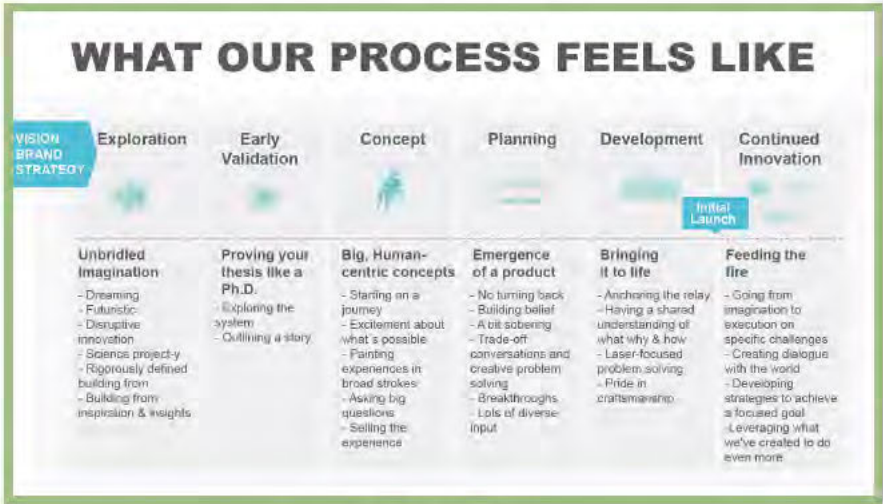 WHAT OUR PROCESS FEELS LIKE
VISION
BRAND
STRATEGY
Exploration
Early
Validation
Concept
Planning
Development
Continued
Innovation
Initial
Launch
Unbridled
Imagination
- Dreaming
- Futuristic
- Disruptive
innovation
- Science project-y
- Rigorously defined
building from
- Building from
inspiration & insights
Proving your
thesis like a
Ph.D.
- Exploring the
system
- Outlining a story
Big, Human-
centric concepts
- Starting on a
journey
- Excitement about
what's possible
- Painting
experiences in
broad strokes
- Asking big
questions
- Selling the
experience
Emergence
of a product
- No turning back
- Building belief
- A bit sobering
- Trade-off
conversations and
creative problem
solving
- Breakthroughs
- Lots of diverse
input
Bringing
it to life
- Anchoring the relay
- Having a shared
understanding of
what why & how
- Laser-focused
problem solving
- Pride in
craftsmanship
Feeding the
fire
- Going from
imagination to
execution on
specific challenges
- Creating dialogue
with the world
- Developing
strategies to achieve
a focused goal
-Leveraging what
we've created to do
even more